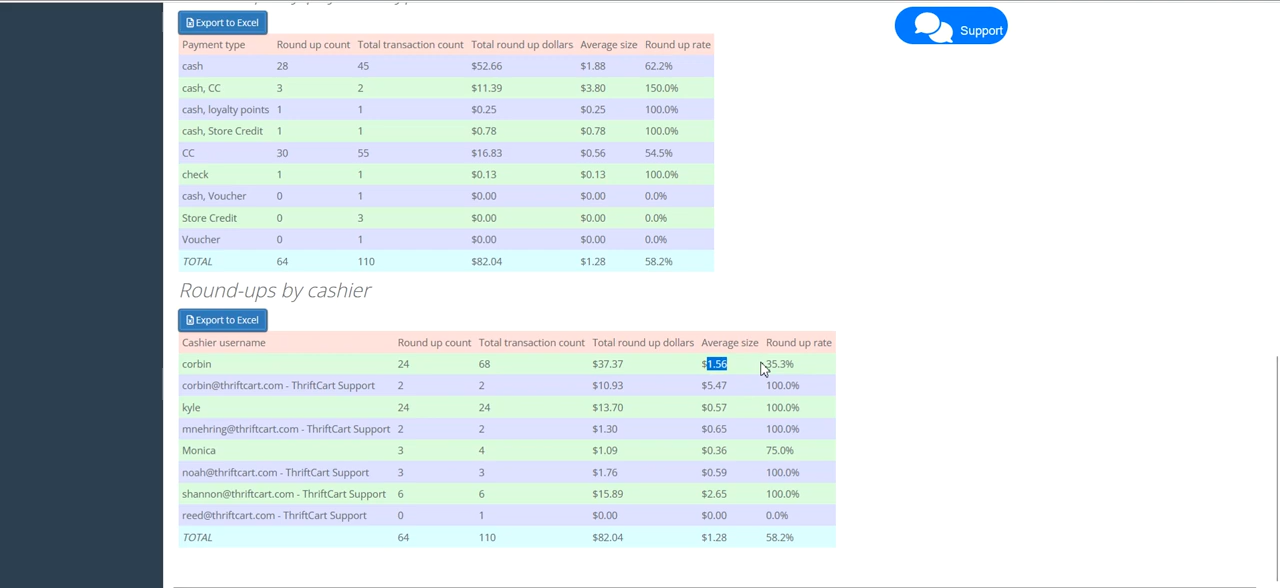 Export to Excel
Support
Payment type Round up count Total transaction count Total round up dollars Average size Round up rate
cash 28 45 $52.66 $1.88 62.2%
cash, CC 3 2 $11.39 $3.80 150.0%
cash, loyalty points 1 1 $0.25 $0.25 100.0%
cash, Store Credit 1 1 $0.78 $0.78 100.0%
CC 30 55 $16.83 $0.56 54.5%
check 1 1 $0.13 $0.13 100.0%
cash, Voucher 0 1 $0.00 $0.00 0.0%
Store Credit 0 3 $0.00 $0.00 0.0%
Voucher 0 1 $0.00 $0.00 0.0%
TOTAL 64 110 $82.04 $1.28 58.2%
Round-ups by cashier
Export to Excel
Cashier username Round up count Total transaction count Total round up dollars Average size Round up rate
corbin 24 68 $37.37 $1.56 35.3%
corbin@thriftcart.com - ThriftCart Support 2 2 $10.93 $5.47 100.0%
kyle 24 24 $13.70 $0.57 100.0%
mnehring@thriftcart.com - ThriftCart Support 2 2 $1.30 $0.65 100.0%
Monica 3 4 $1.09 $0.36 75.0%
noah@thriftcart.com - ThriftCart Support 3 3 $1.76 $0.59 100.0%
shannon@thriftcart.com - ThriftCart Support 6 6 $15.89 $2.65 100.0%
reed@thriftcart.com - ThriftCart Support 0 1 $0.00 $0.00 0.0%
TOTAL 64 110 $82.04 $1.28 58.2%